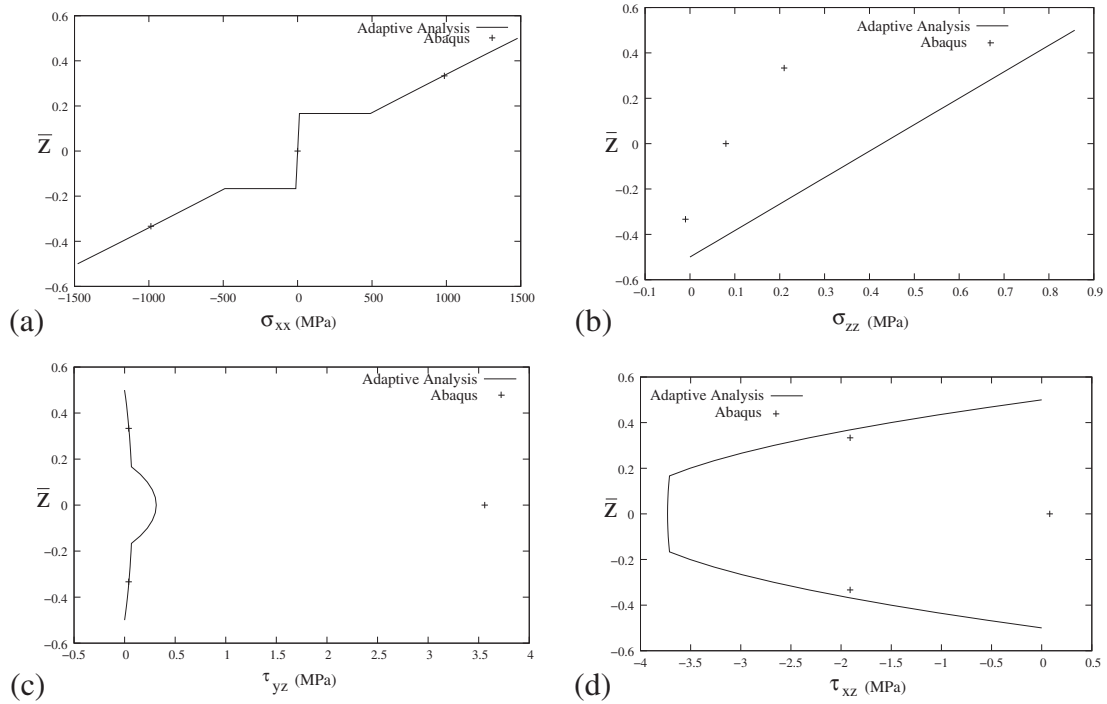 0.6
0.4
0.2
0
−0.2
−0.4
−0.6
Z
Adaptive Analysis
Abaqus
−1500 −1000 −500 0 500 1000 1500
(a)
σxx (MPa)
0.6
0.4
0.2
0
−0.2
−0.4
−0.6
Z
Adaptive Analysis
Abaqus
−0.1 0 0.1 0.2 0.3 0.4 0.5 0.6 0.7 0.8 0.9
(b)
σzz (MPa)
0.6
0.4
0.2
0
−0.2
−0.4
−0.6
Z
Adaptive Analysis
Abaqus
−0.5 0 0.5 1 1.5 2 2.5 3 3.5 4
(c)
τyz (MPa)
0.6
0.4
0.2
0
−0.2
−0.4
−0.6
Z
Adaptive Analysis
Abaqus
−4 −3.5 −3 −2.5 −2 −1.5 −1 −0.5 0 0.5
(d)
τxz (MPa)